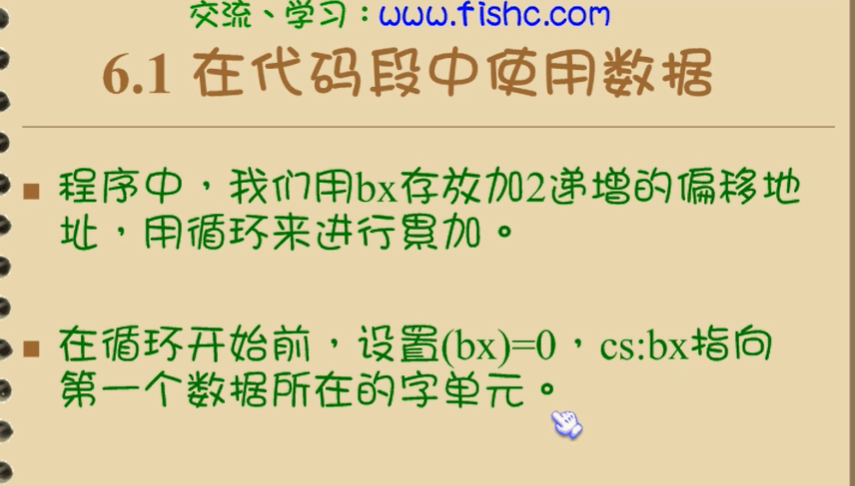 交流、学习：www.fishc.com
6.1 在代码段中使用数据
程序中，我们用bx存放加2递增的偏移地
址，用循环来进行累加。
在循环开始前，设置(bx)=0，cs:bx指向
第一个数据所在的字单元。